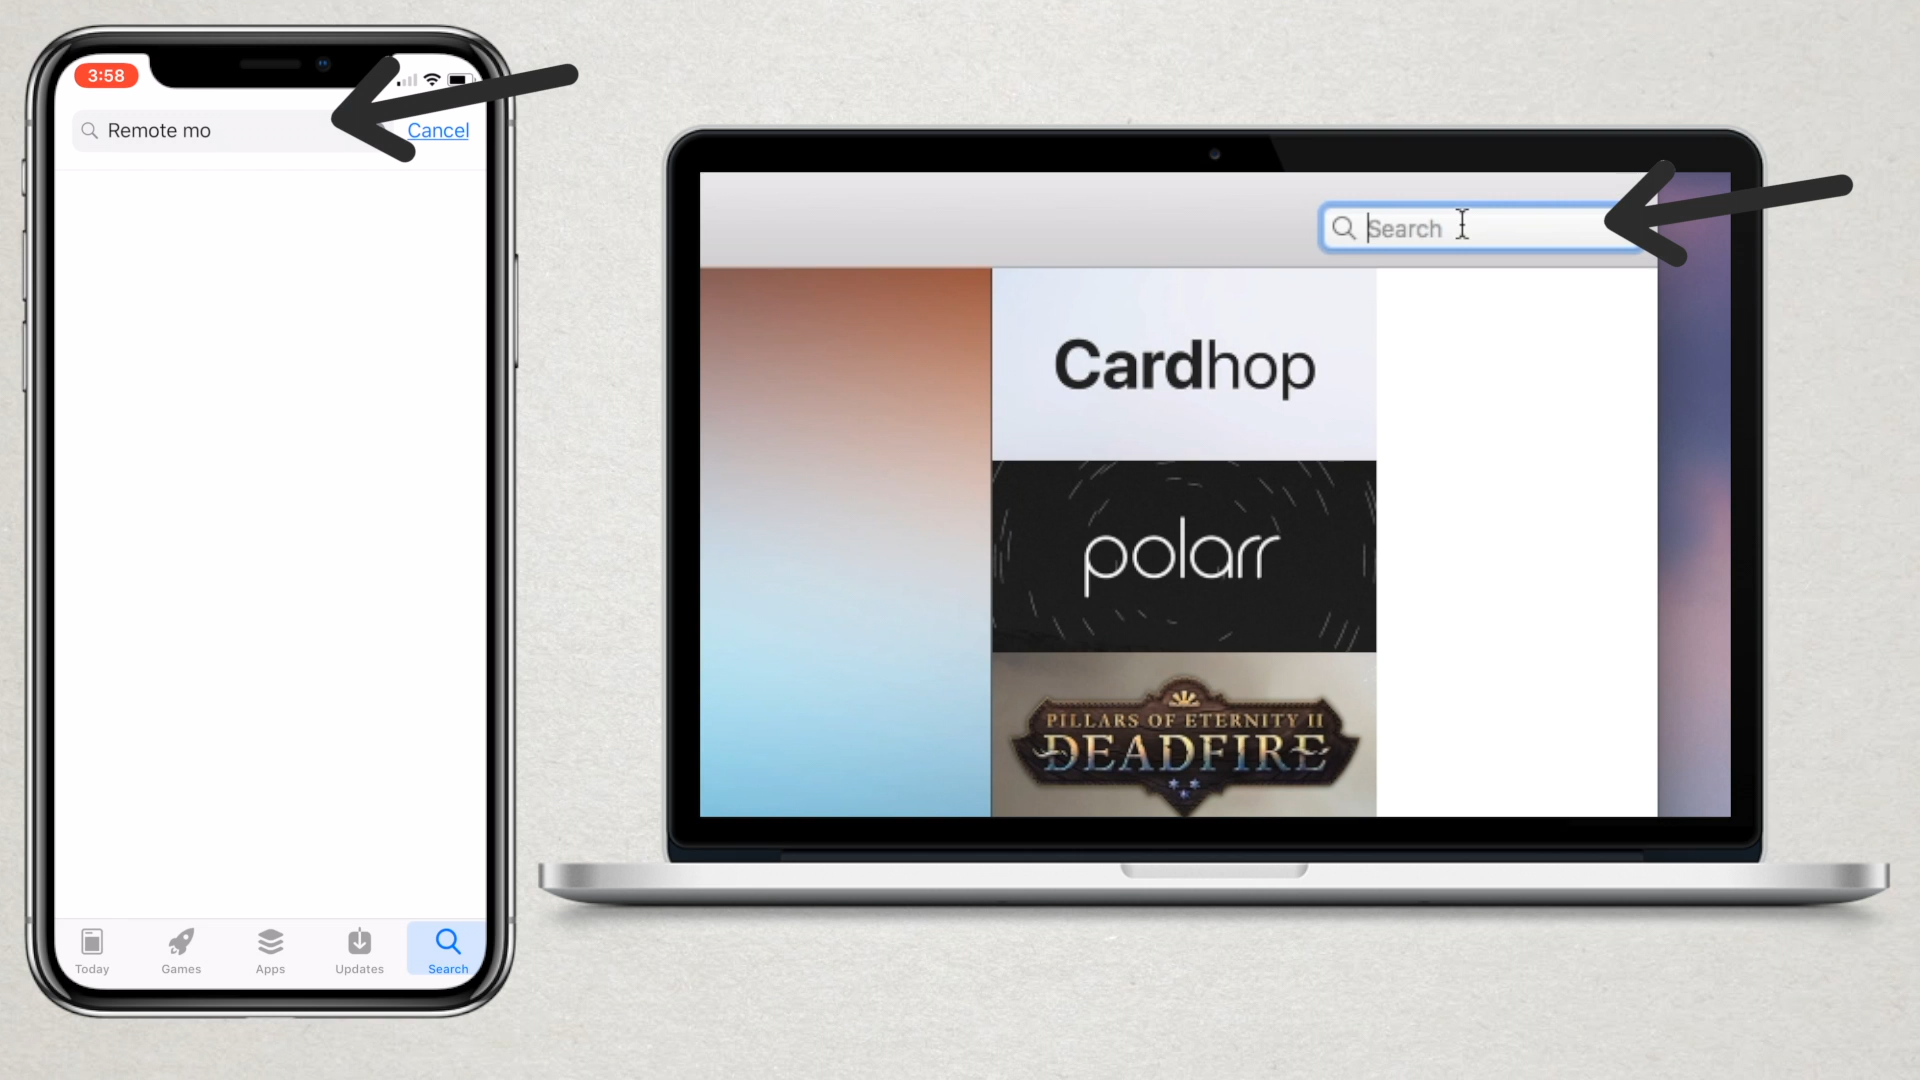 3:58
Remote mo
Cancel
Today
Games
Apps
Updates
Search
Search
Cardhop
polarr
PILLARS OF ETERNITY II
DEADFIRE